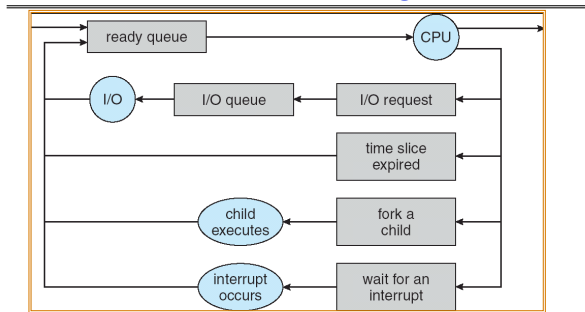 ready queue
CPU
I/O
I/O queue
I/O request
time slice
expired
child
executes
fork a
child
interrupt
occurs
wait for an
interrupt